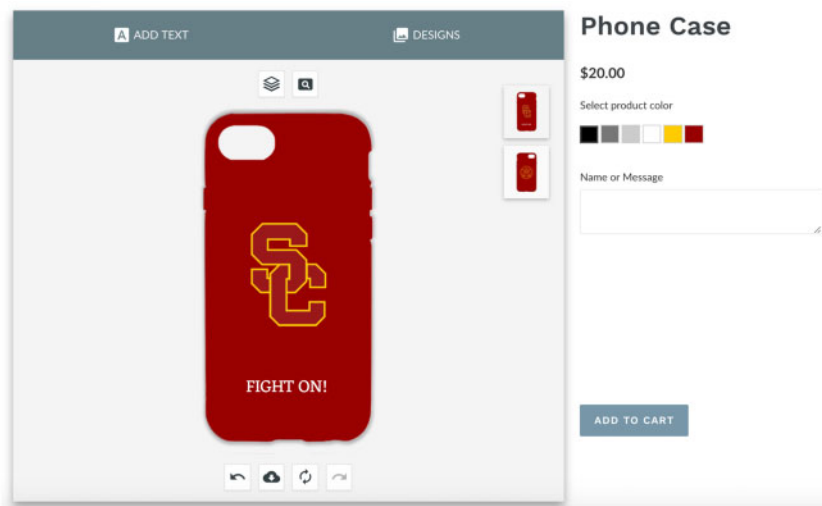 A ADD TEXT
DESIGNS
SC
FIGHT ON!
Phone Case
$20.00
Select product color
Name or Message
ADD TO CART